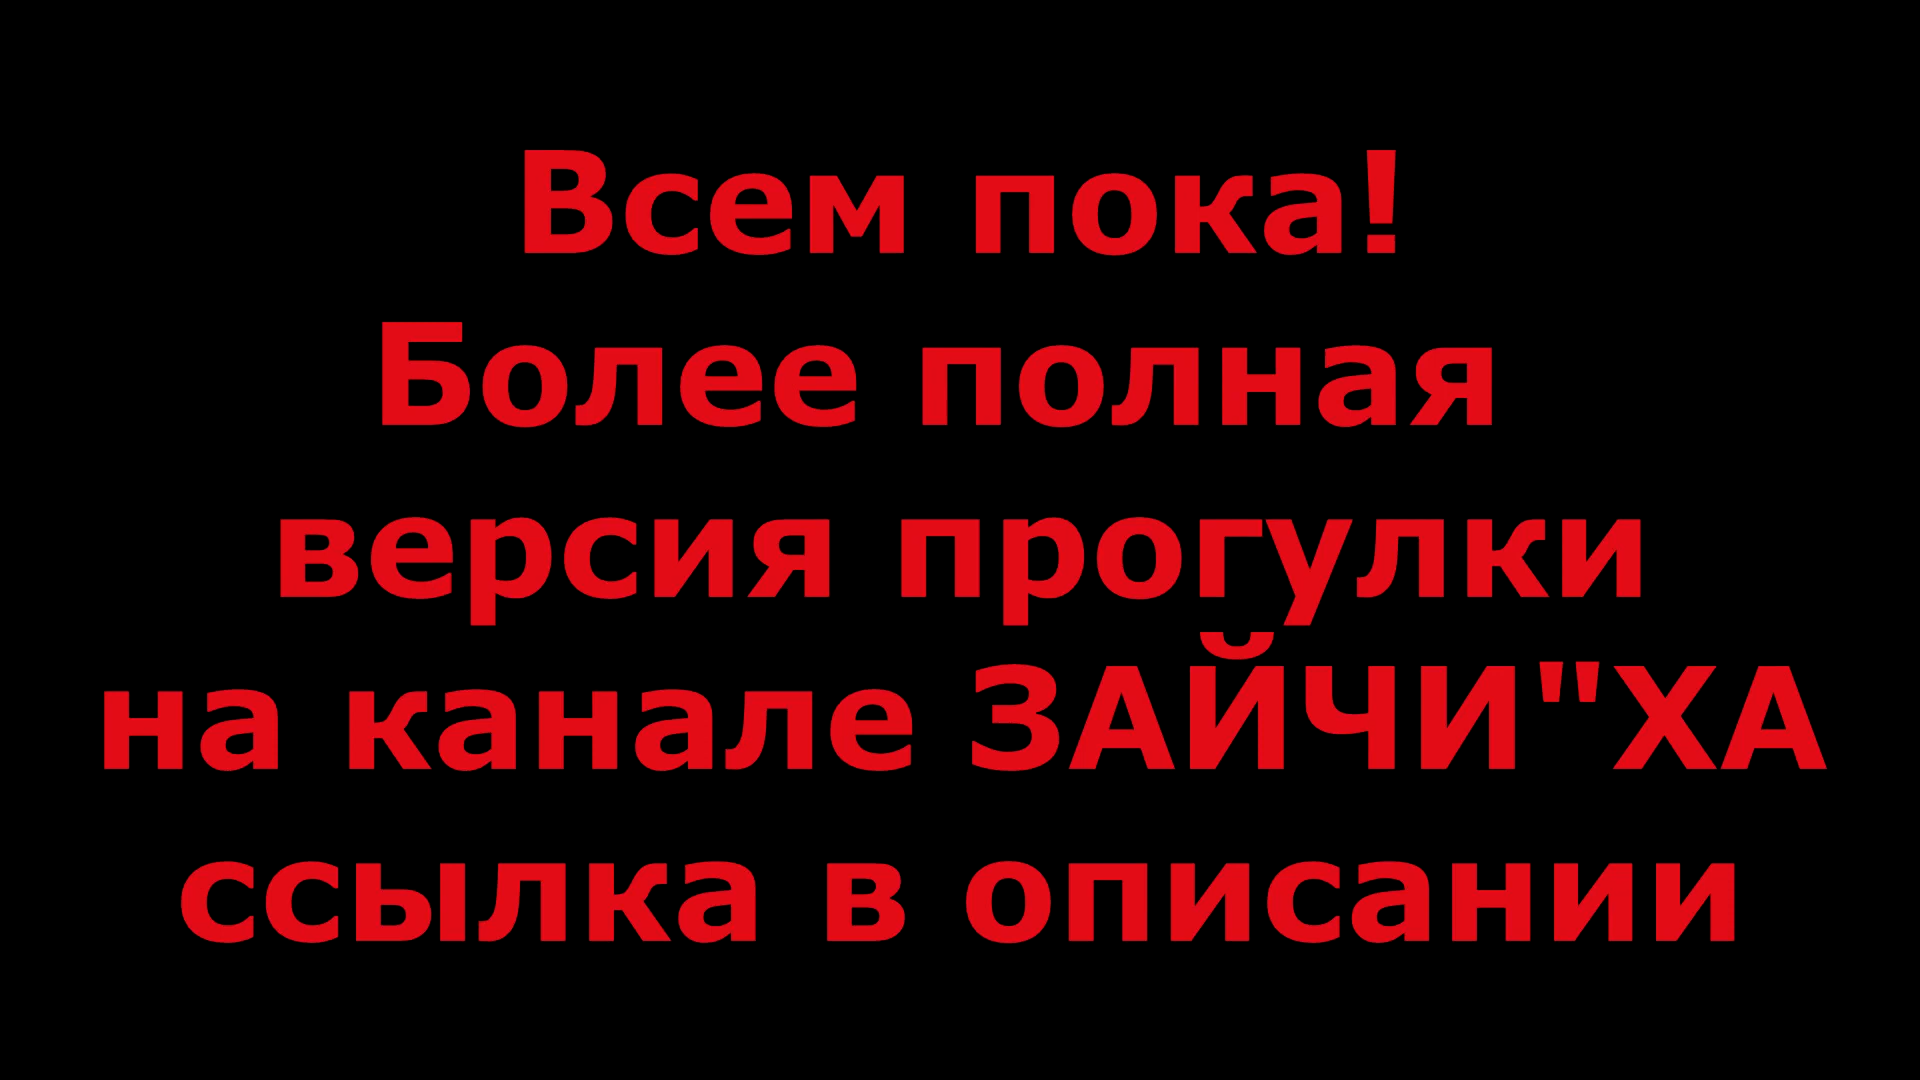 Всем пока!
Более полная
версия прогулки
на канале ЗАЙЧИ"ХА
ссылка в описании